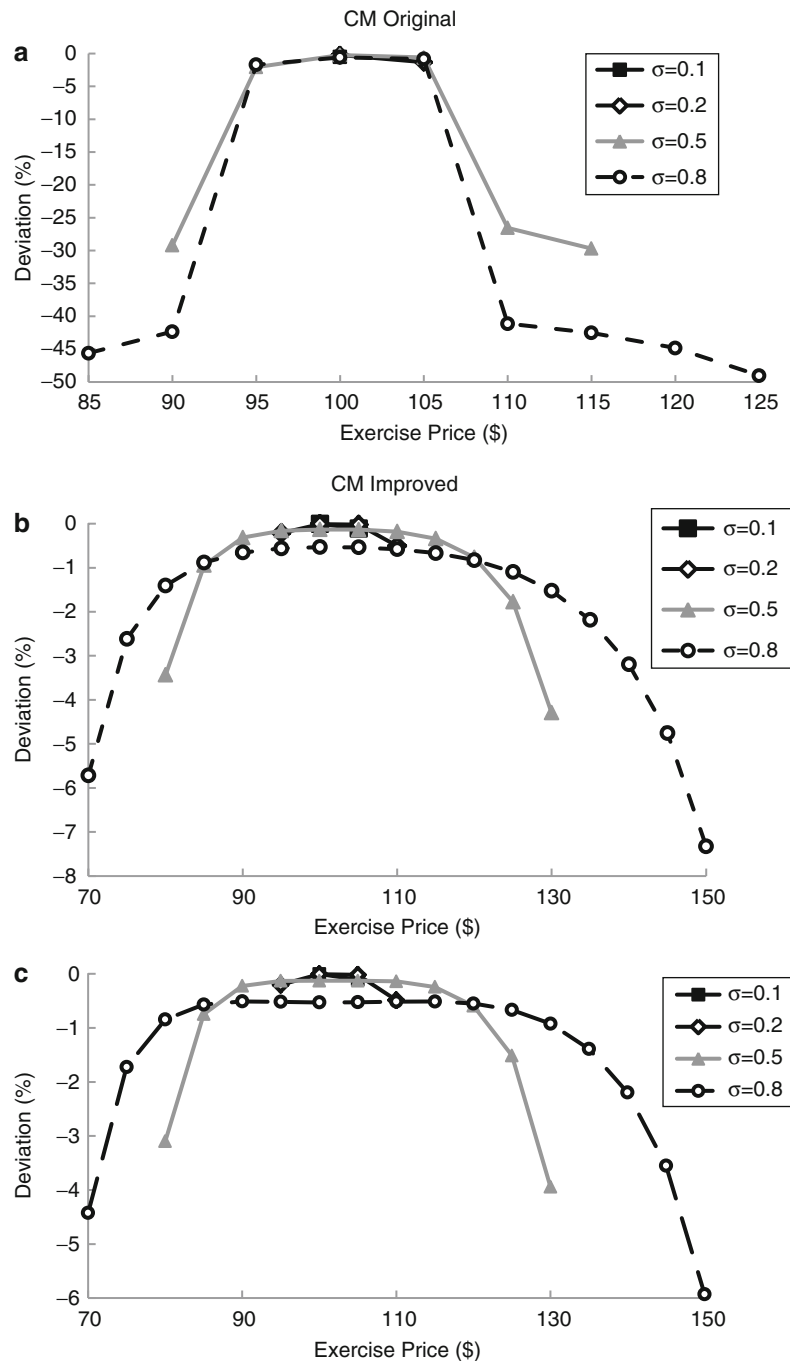 CM Original
a
0
−5
−10
−15
−20
−25
−30
−35
−40
−45
−50
Deviation (%)
85 90 95 100 105 110 115 120 125
Exercise Price ($)
σ=0.1
σ=0.2
σ=0.5
σ=0.8
CM Improved
b
0
−1
−2
−3
−4
−5
−6
−7
−8
Deviation (%)
70 90 110 130 150
Exercise Price ($)
σ=0.1
σ=0.2
σ=0.5
σ=0.8
c
0
−1
−2
−3
−4
−5
−6
Deviation (%)
70 90 110 130 150
Exercise Price ($)
σ=0.1
σ=0.2
σ=0.5
σ=0.8